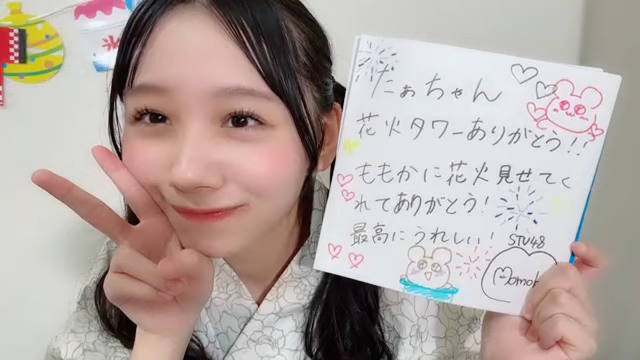 たぁちゃん
花火タワーありがとう!!
ももかに花火見せてく
れてありがとう!
最高にうれしい!
STU48